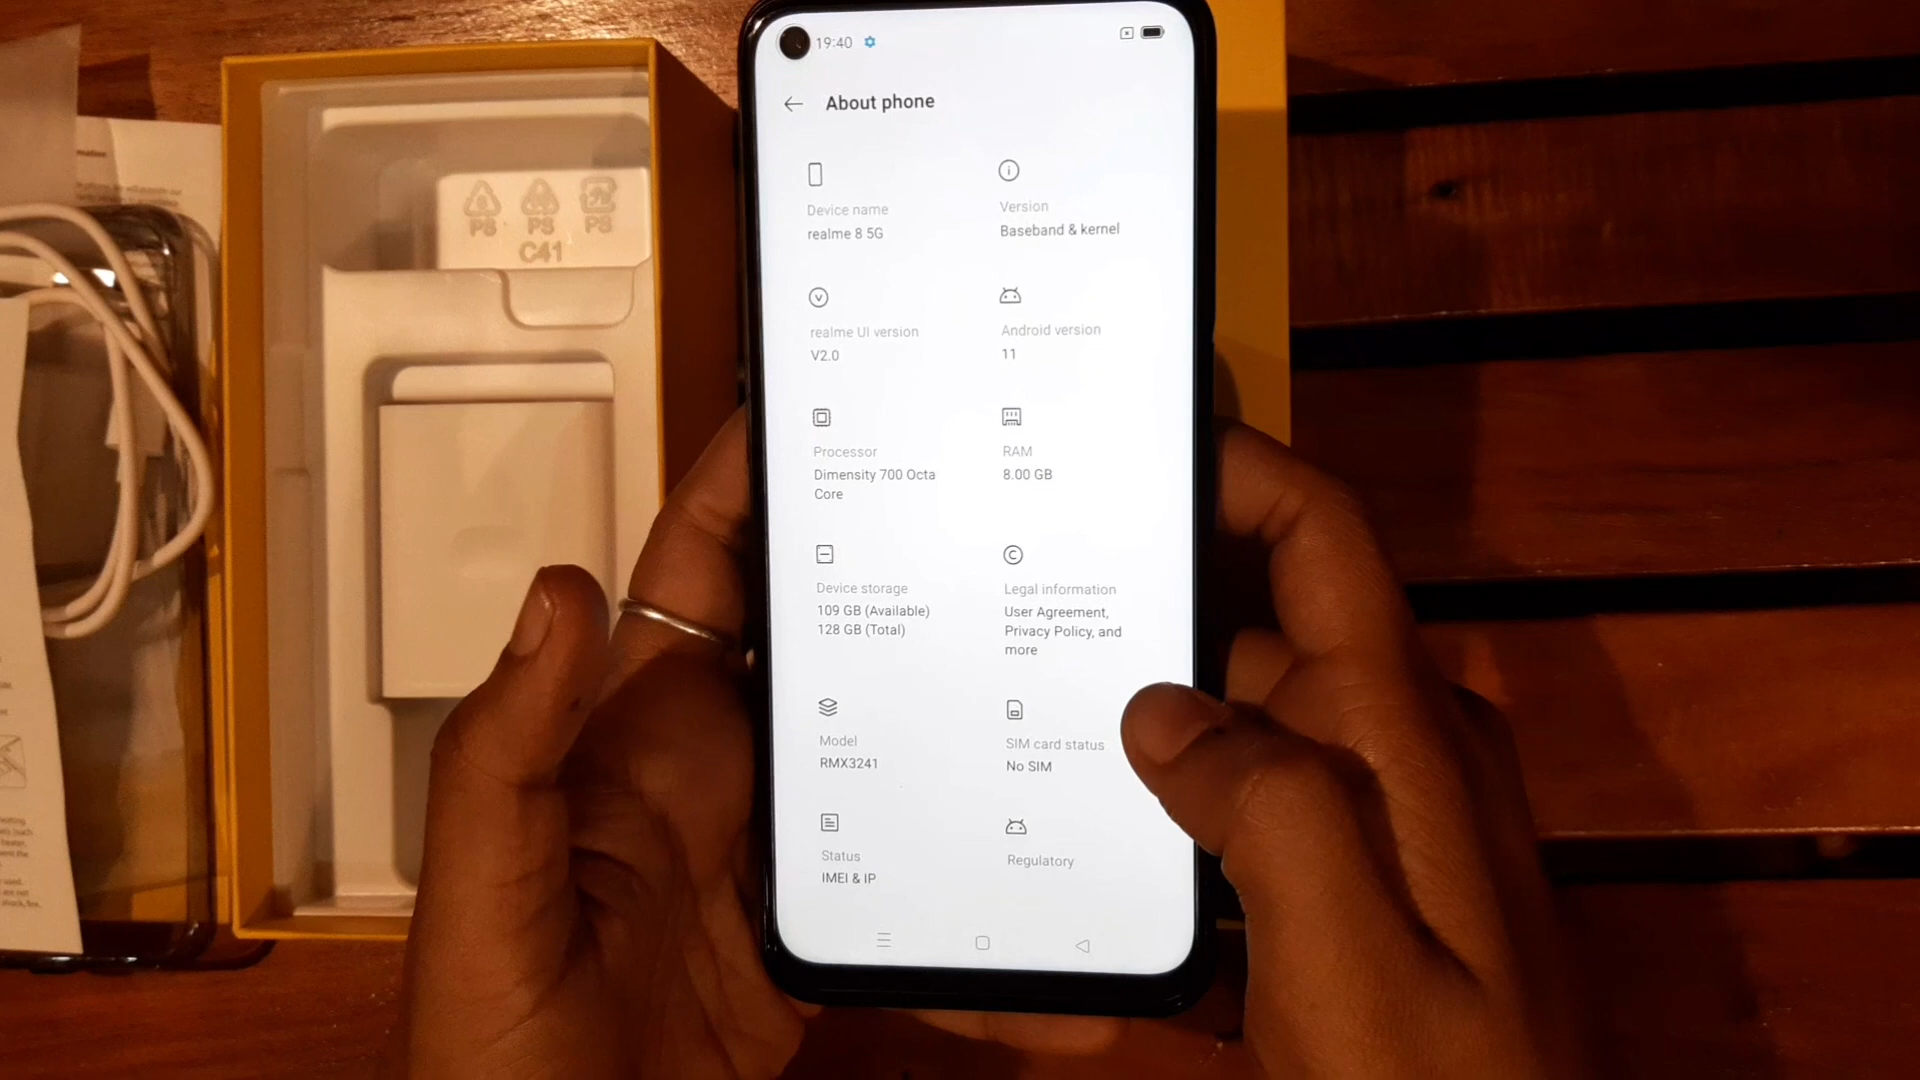 19:40
About phone
Device name
realme 8 5G
Version
Baseband & kernel
realme UI version
V2.0
Android version
11
Processor
Dimensity 700 Octa
Core
RAM
8.00 GB
Device storage
109 GB (Available)
128 GB (Total)
Legal information
User Agreement,
Privacy Policy, and
more
Model
RMX3241
SIM card status
No SIM
Status
IMEI & IP
Regulatory
PS PS PS
C41